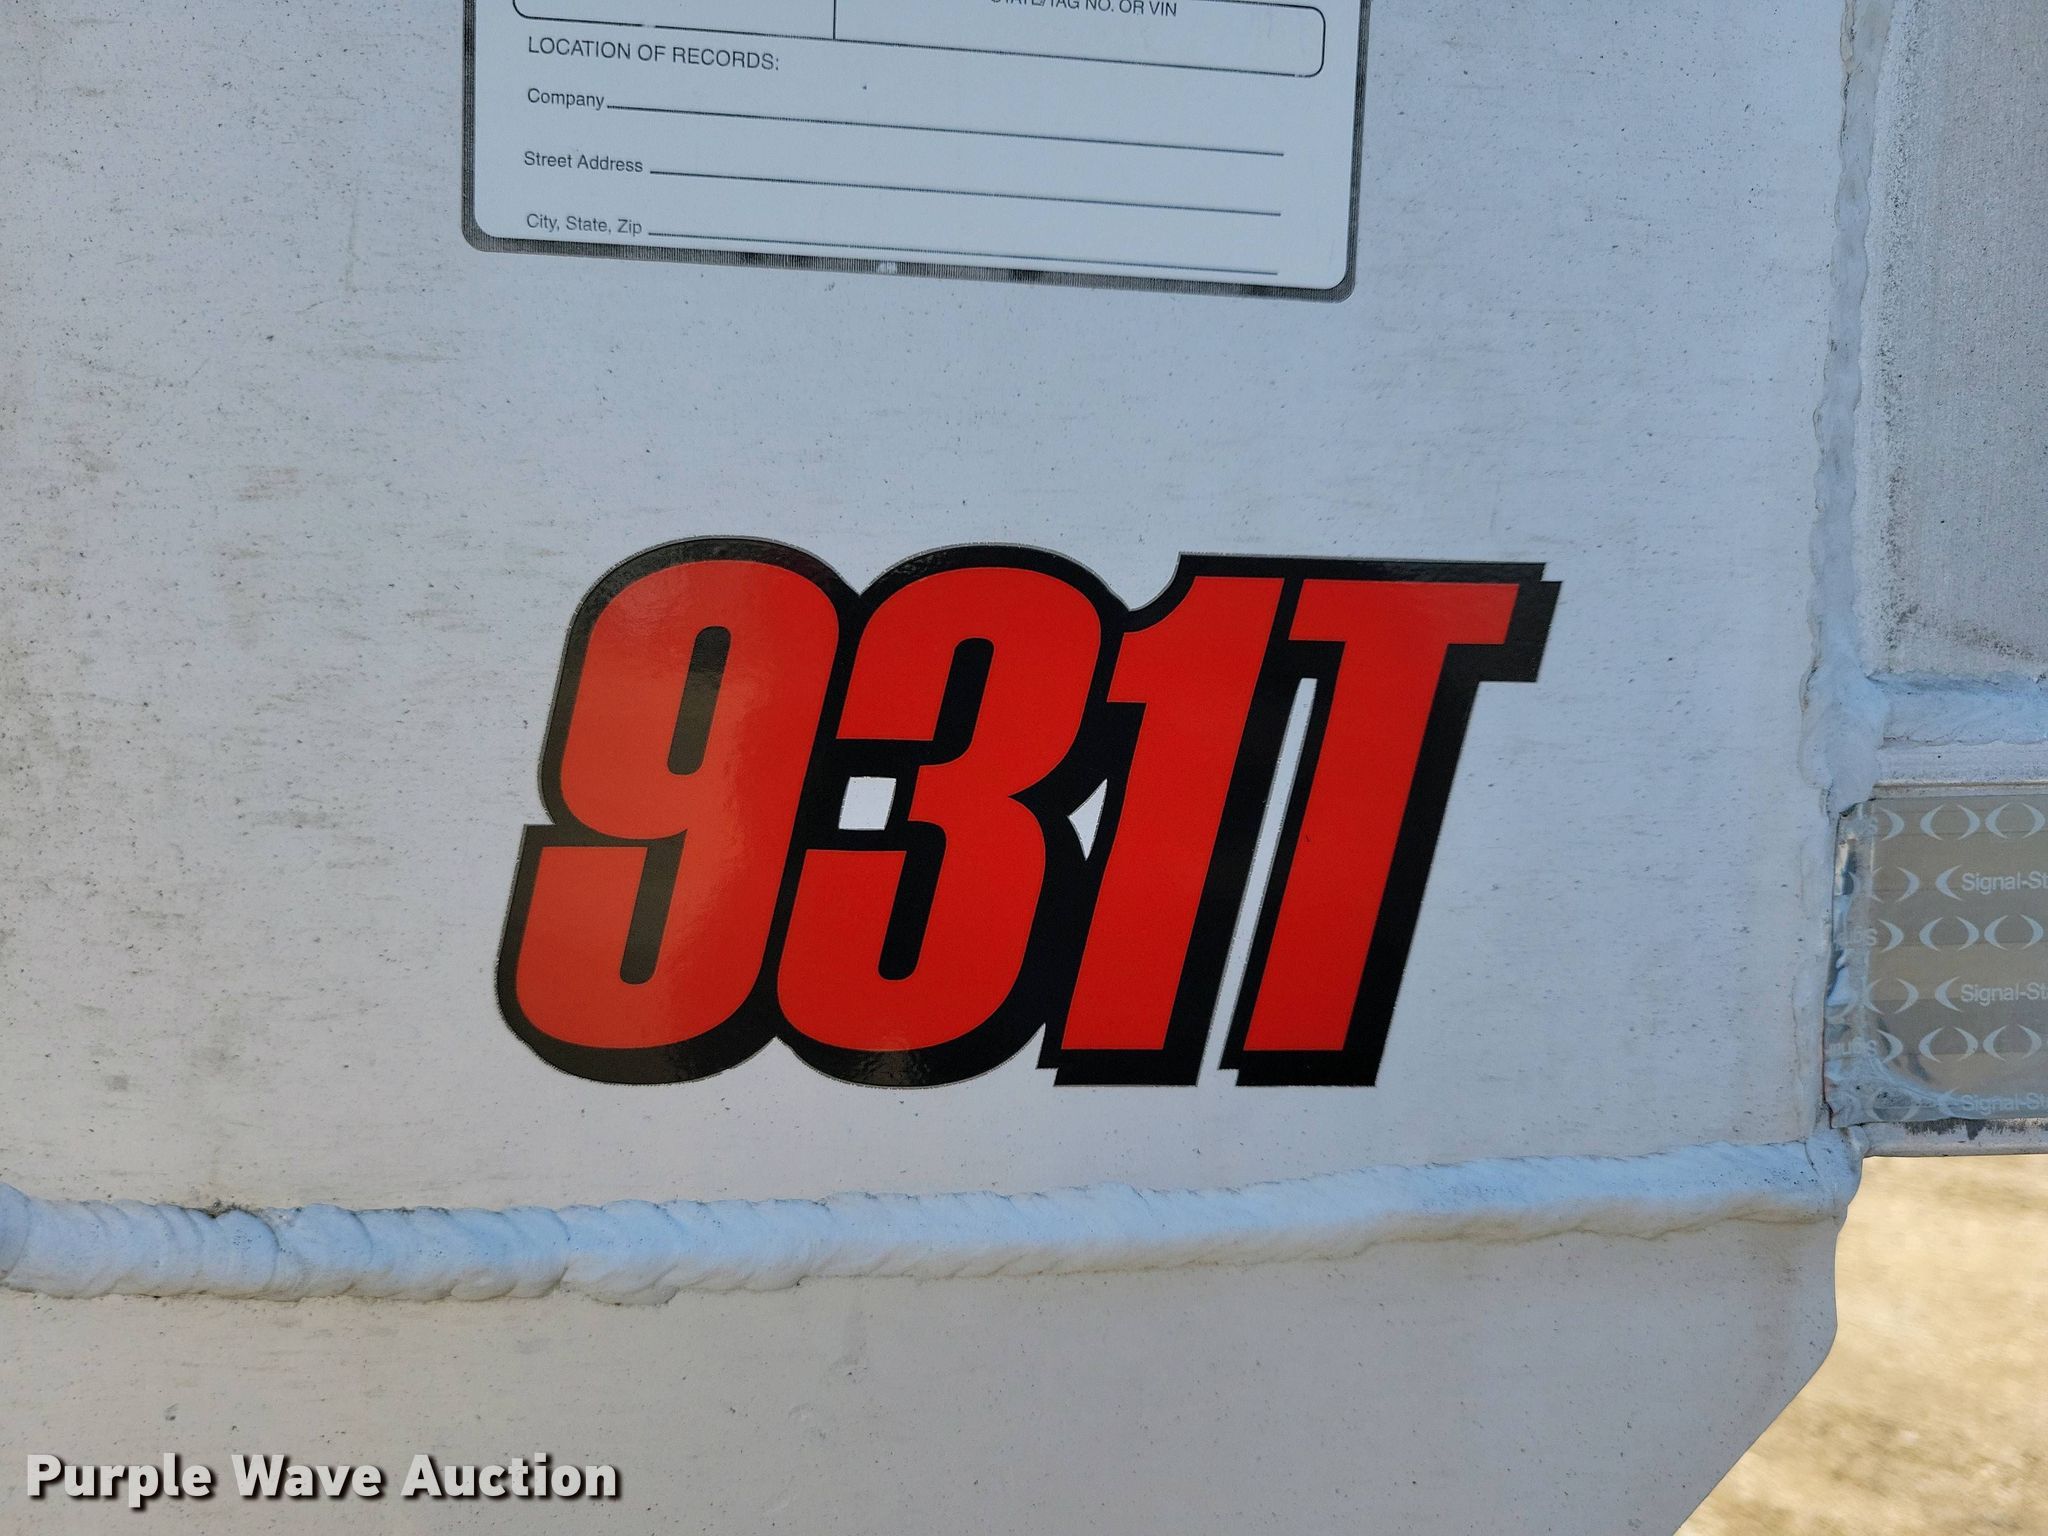 STATE/TAG NO. OR VIN
LOCATION OF RECORDS:
Company
Street Address
City, State, Zip
931T
Signal-St
Signal-St
Signal-St
Purple Wave Auction